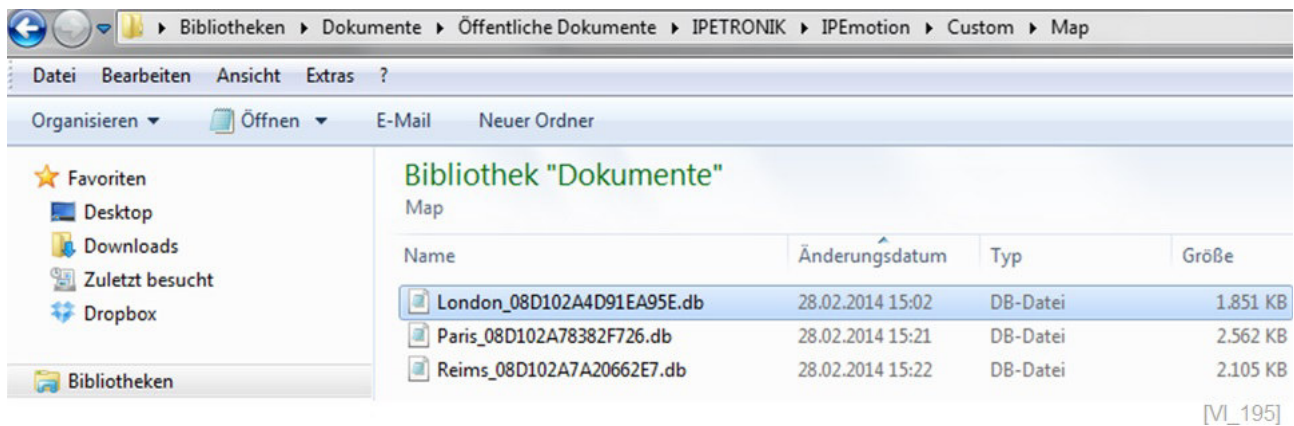 Bibliotheken ▸ Dokumente ▸ Öffentliche Dokumente ▸ IPETRONIK ▸ IPEmotion ▸ Custom ▸ Map
Datei Bearbeiten Ansicht Extras ?
Organisieren Öffnen E-Mail Neuer Ordner
Favoriten
Desktop
Downloads
Zuletzt besucht
Dropbox
Bibliotheken
Bibliothek "Dokumente"
Map
Name Änderungsdatum Typ Größe
London_08D102A4D91EA95E.db 28.02.2014 15:02 DB-Datei 1.851 KB
Paris_08D102A78382F726.db 28.02.2014 15:21 DB-Datei 2.562 KB
Reims_08D102A7A20662E7.db 28.02.2014 15:22 DB-Datei 2.105 KB
[VI_195]